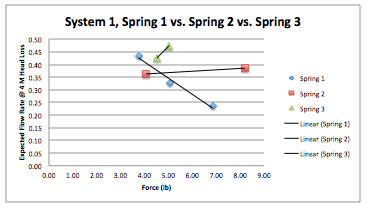 System 1, Spring 1 vs. Spring 2 vs. Spring 3
Expected Flow Rate @ 4 M Head Loss
0.50
0.45
0.40
0.35
0.30
0.25
0.20
0.15
0.10
0.05
0.00
0.00 1.00 2.00 3.00 4.00 5.00 6.00 7.00 8.00 9.00
Force (lb)
Spring 1
Spring 2
Spring 3
Linear (Spring 1)
Linear (Spring 2)
Linear (Spring 3)